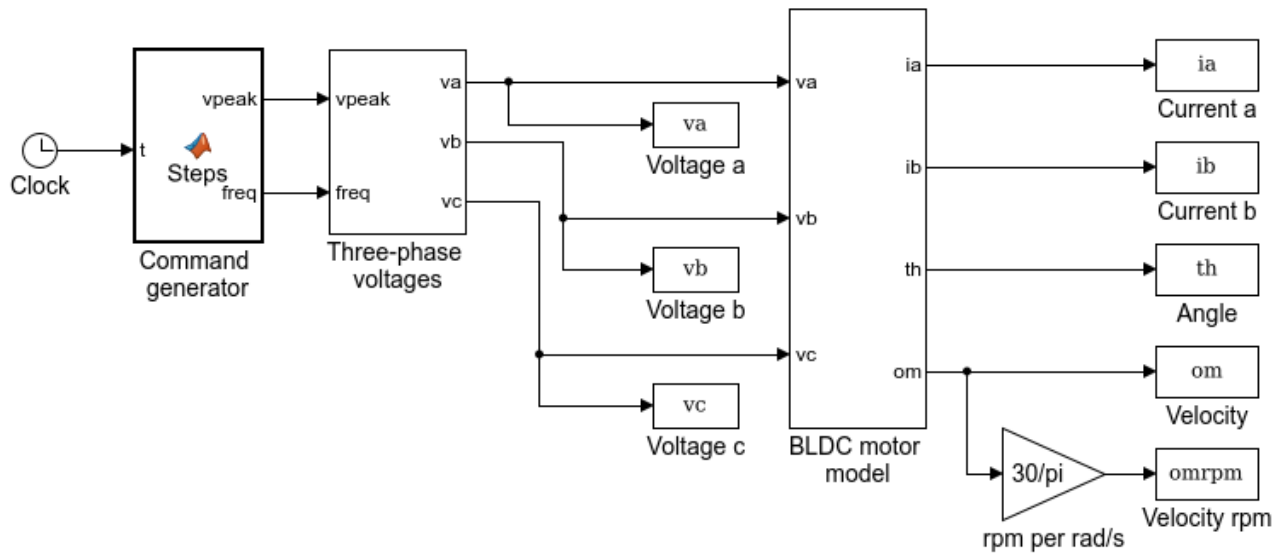 Clock
t
Steps
vpeak
freq
Command
generator
vpeak
freq
va
vb
vc
Three-phase
voltages
va
Voltage a
vb
Voltage b
vc
Voltage c
va
vb
vc
ia
ib
th
om
BLDC motor
model
ia
Current a
ib
Current b
th
Angle
om
Velocity
30/pi
rpm per rad/s
omrpm
Velocity rpm